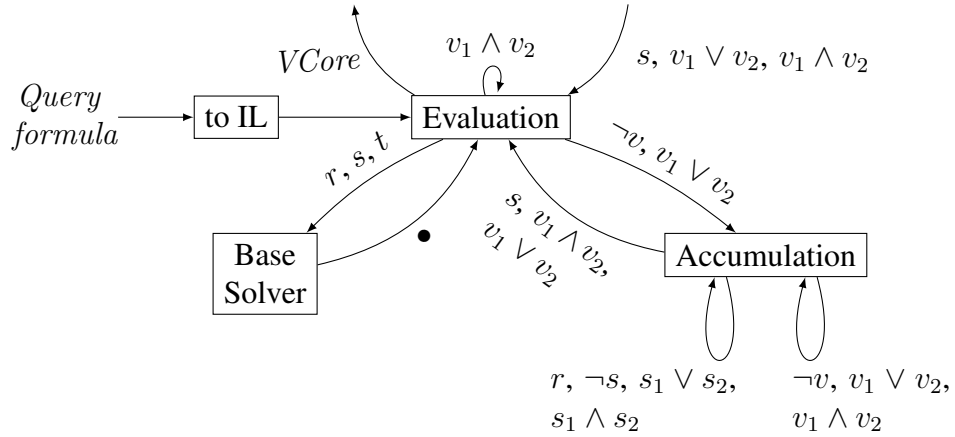 v₁ ∧ v₂
VCore
s, v₁ ∨ v₂, v₁ ∧ v₂
Query
formula
to IL
Evaluation
r, s, t
¬v, v₁ ∨ v₂
s, v₁ ∧ v₂,
v₁ ∨ v₂
•
Base
Solver
Accumulation
r, ¬s, s₁ ∨ s₂,
s₁ ∧ s₂
¬v, v₁ ∨ v₂,
v₁ ∧ v₂